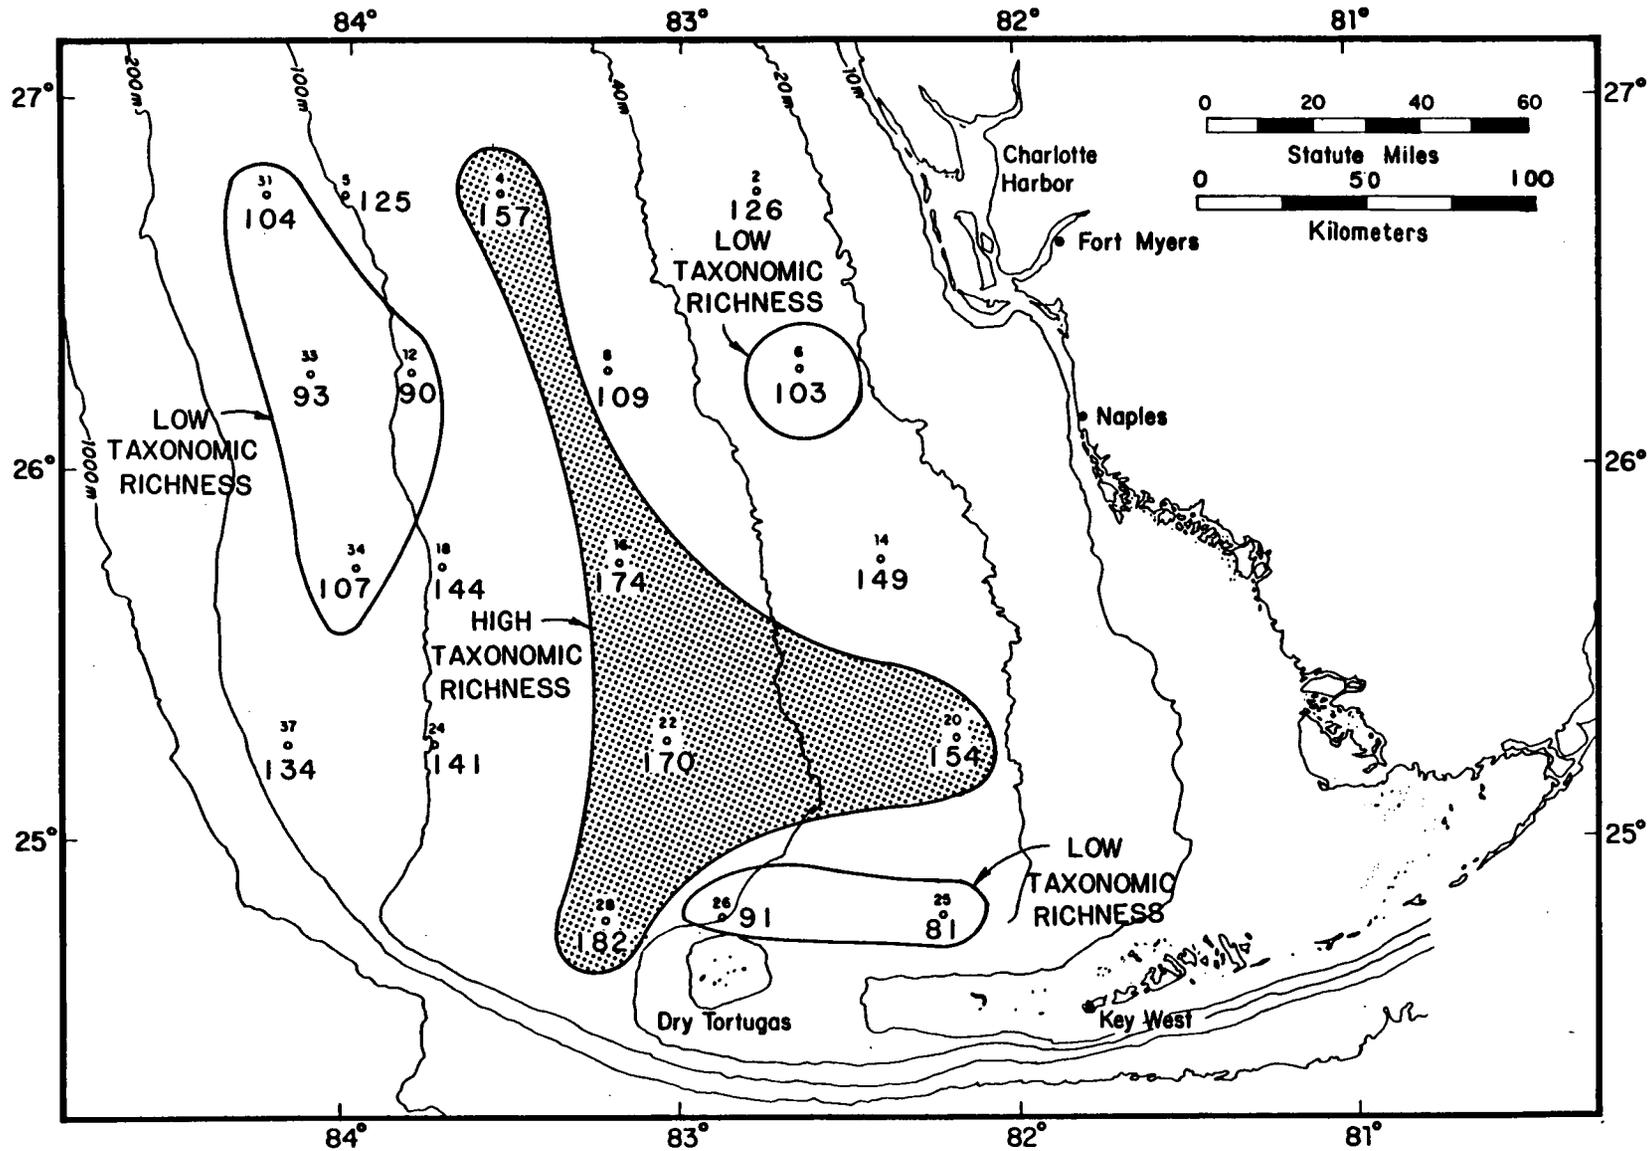 84° 83° 82° 81°
200m 100m 40m 20m 10m
27° 27°
0 20 40 60
Statute Miles
0 50 100
Kilometers
Charlotte
Harbor
Fort Myers
31
104
5
125
4
157
2
126
LOW
TAXONOMIC
RICHNESS
33
93
12
90
8
109
6
103
LOW
TAXONOMIC
RICHNESS
Naples
1000m
26° 26°
34
107
18
144
16
174
14
149
HIGH
TAXONOMIC
RICHNESS
37
134
24
141
22
170
20
154
25° 25°
LOW
TAXONOMIC
RICHNESS
28
182
26
91
25
81
Dry Tortugas
Key West
84° 83° 82° 81°